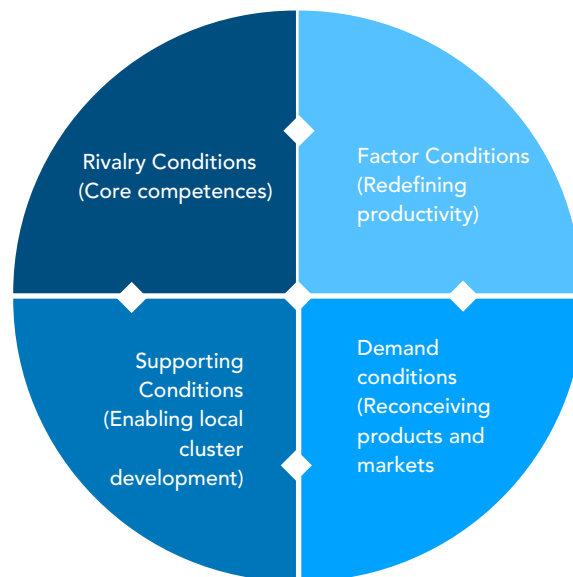 Rivalry Conditions
(Core competences)
Factor Conditions
(Redefining
productivity)
Supporting
Conditions
(Enabling local
cluster
development)
Demand
conditions
(Reconceiving
products and
markets